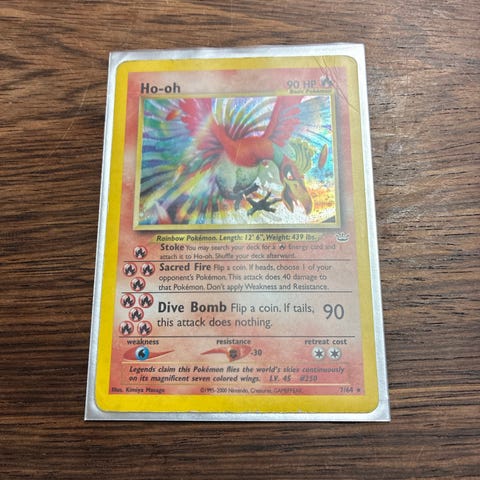 Ho-oh 90 HP
Basic Pokémon
Rainbow Pokémon. Length: 12' 6", Weight: 439 lbs.
Stoke You may search your deck for a Energy card and
attach it to Ho-oh. Shuffle your deck afterward.
Sacred Fire Flip a coin. If heads, choose 1 of your
opponent's Pokémon. This attack does 40 damage to
that Pokémon. Don't apply Weakness and Resistance.
Dive Bomb Flip a coin. If tails, 90
this attack does nothing.
weakness resistance retreat cost
-30
Legends claim this Pokémon flies the world's skies continuously
on its magnificent seven colored wings. LV. 45 #250
Illus. Kimiya Masago ©1995-2000 Nintendo, Creatures, GAMEFREAK. 7/64